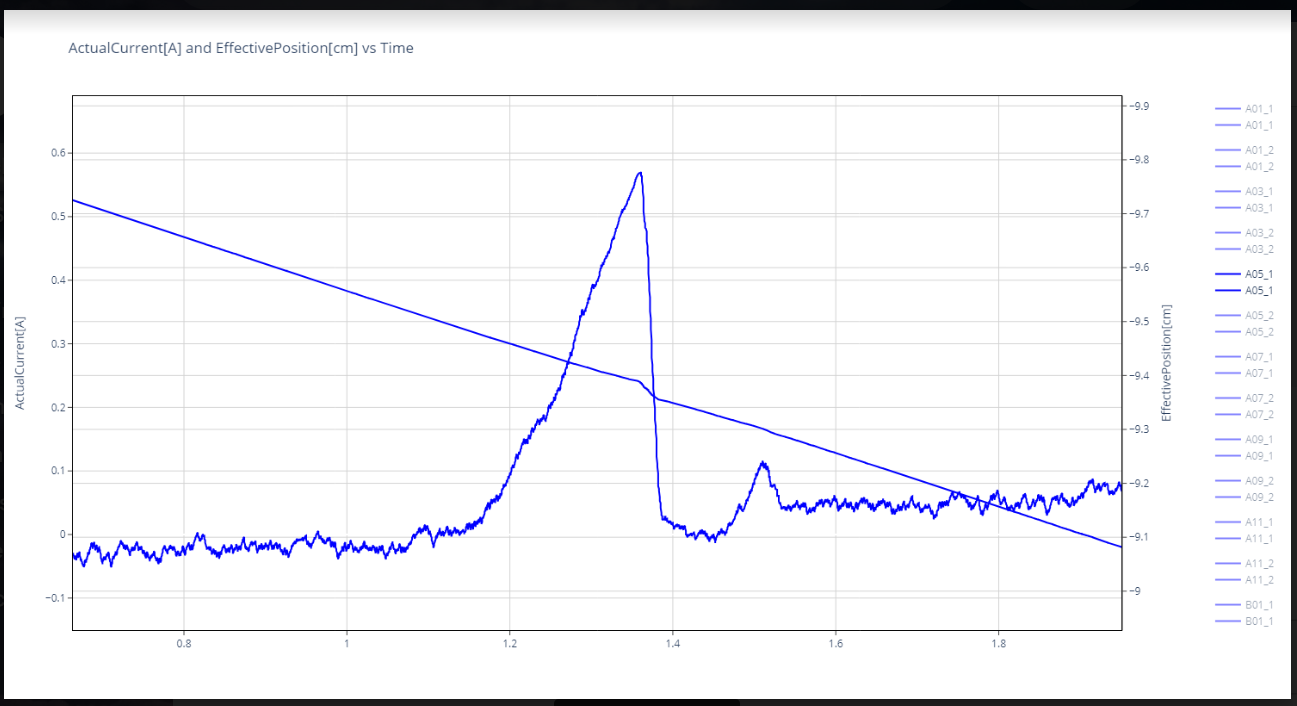 ActualCurrent[A] and EffectivePosition[cm] vs Time
ActualCurrent[A]
0.6
0.5
0.4
0.3
0.2
0.1
0
−0.1
0.8
1
1.2
1.4
1.6
1.8
−9.9
−9.8
−9.7
−9.6
−9.5
−9.4
−9.3
−9.2
−9.1
−9
EffectivePosition[cm]
A01_1
A01_1
A01_2
A01_2
A03_1
A03_1
A03_2
A03_2
A05_1
A05_1
A05_2
A05_2
A07_1
A07_1
A07_2
A07_2
A09_1
A09_1
A09_2
A09_2
A11_1
A11_1
A11_2
A11_2
B01_1
B01_1